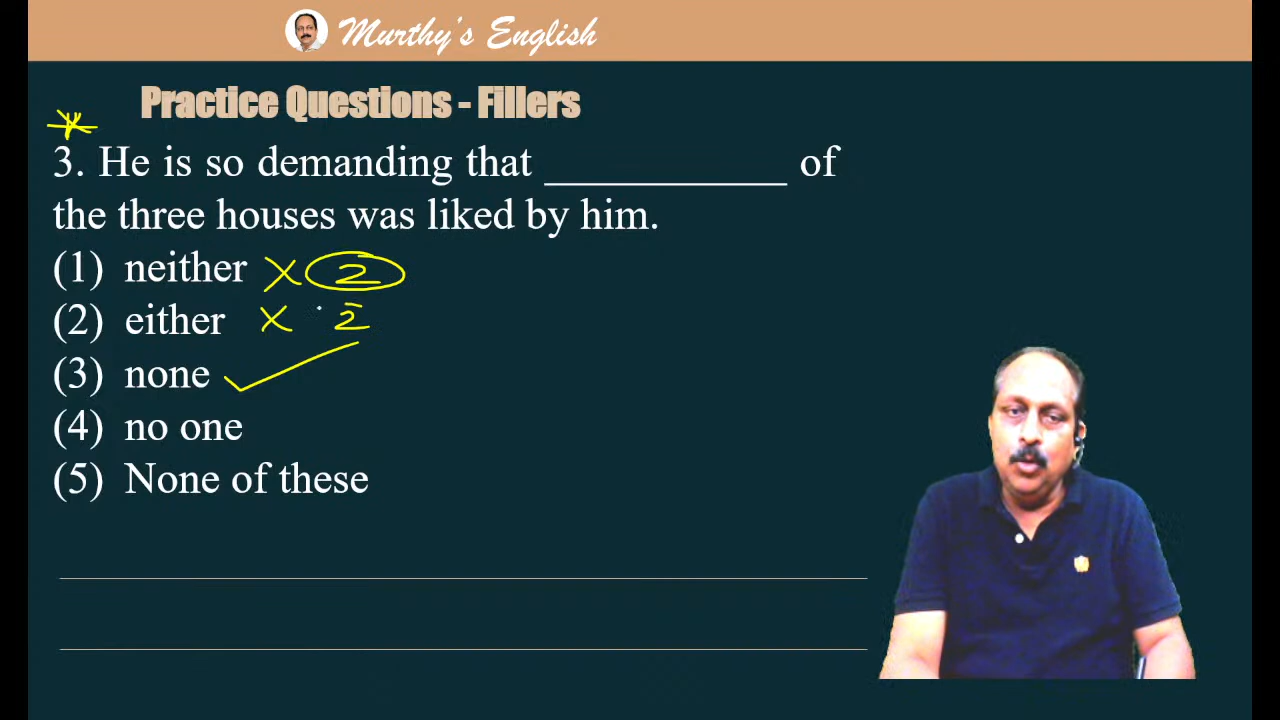 Murthy's English
Practice Questions - Fillers
3. He is so demanding that ____________ of
the three houses was liked by him.
(1) neither X 2
(2) either X 2
(3) none ✓
(4) no one
(5) None of these